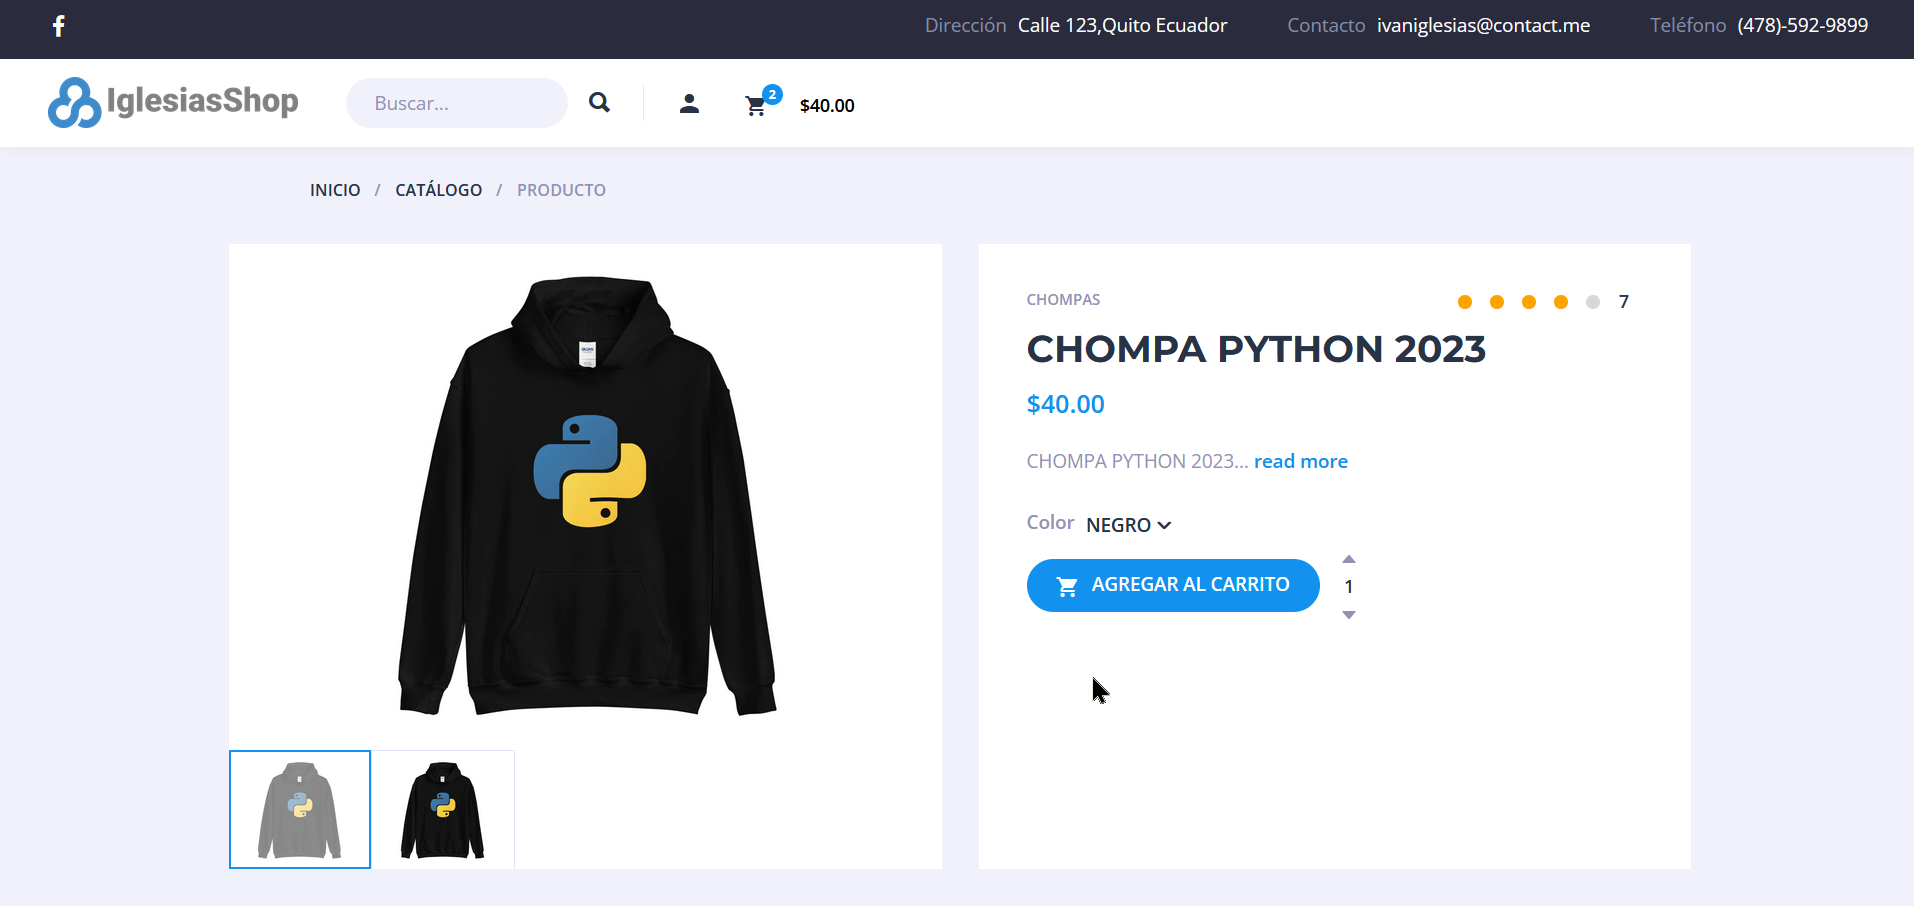 Dirección Calle 123,Quito Ecuador Contacto ivaniglesias@contact.me Teléfono (478)-592-9899
IglesiasShop Buscar... 2 $40.00
INICIO / CATÁLOGO / PRODUCTO
CHOMPAS 7
CHOMPA PYTHON 2023
$40.00
CHOMPA PYTHON 2023... read more
Color NEGRO
AGREGAR AL CARRITO 1